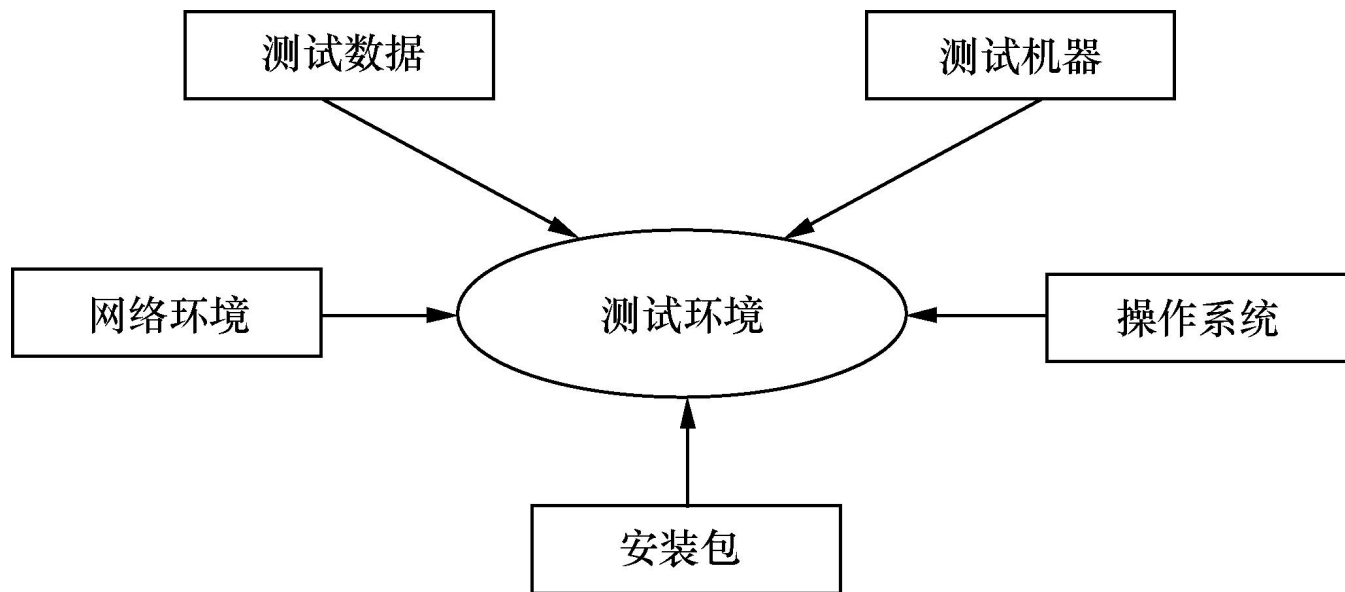 测试数据
测试机器
网络环境
测试环境
操作系统
安装包